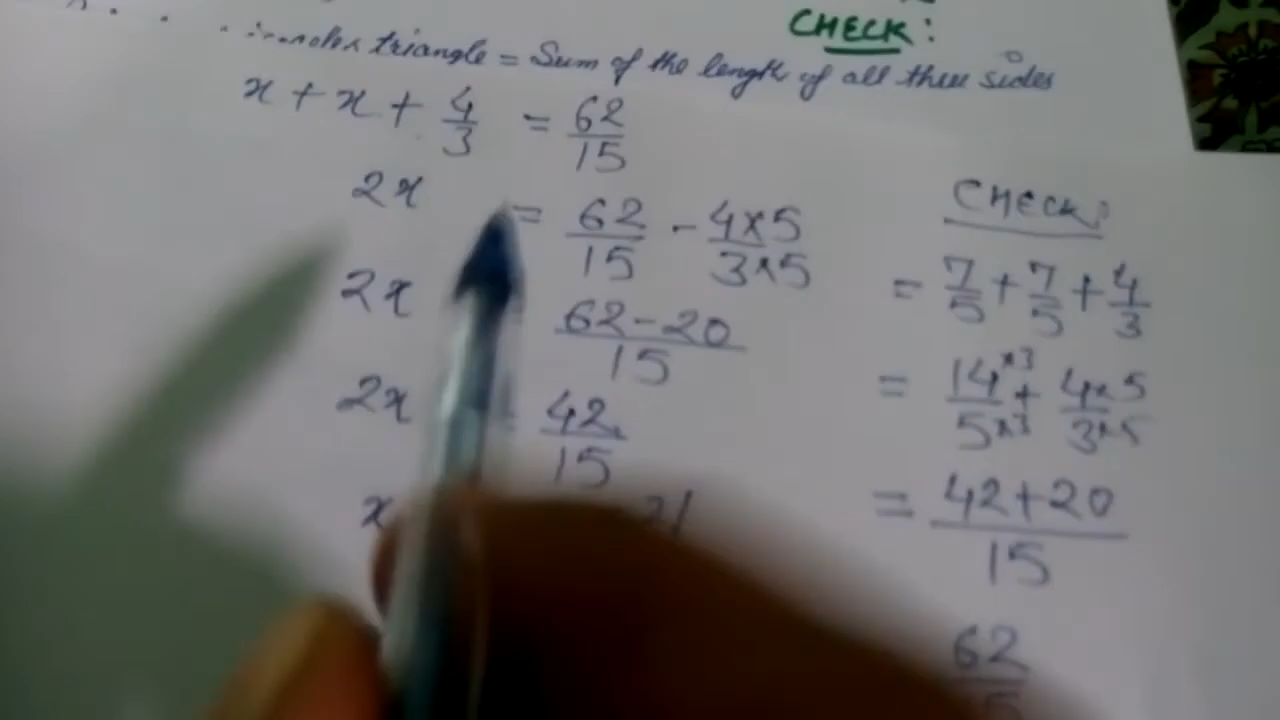 CHECK:
triangle = Sum of the length of all three sides
x + x + 4/3 = 62/15
2x = 62/15 - 4×5/3×5
2x 62-20/15
2x = 42/15
x 21
CHECK:
= 7/5 + 7/5 + 4/3
= 14×3/5×3 + 4×5/3×5
= 42+20/15
62